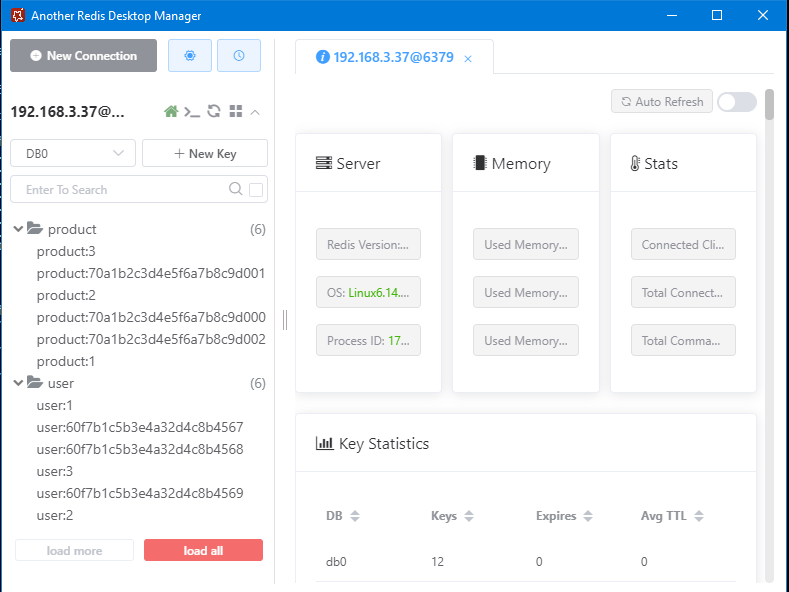 Another Redis Desktop Manager
New Connection
192.168.3.37@...
DB0
New Key
Enter To Search
product (6)
product:3
product:70a1b2c3d4e5f6a7b8c9d001
product:2
product:70a1b2c3d4e5f6a7b8c9d000
product:70a1b2c3d4e5f6a7b8c9d002
product:1
user (6)
user:1
user:60f7b1c5b3e4a32d4c8b4567
user:60f7b1c5b3e4a32d4c8b4568
user:3
user:60f7b1c5b3e4a32d4c8b4569
user:2
load more load all
192.168.3.37@6379
Auto Refresh
Server
Redis Version:...
OS: Linux6.14....
Process ID: 17...
Memory
Used Memory...
Used Memory...
Used Memory...
Stats
Connected Cli...
Total Connect...
Total Comma...
Key Statistics
DB Keys Expires Avg TTL
db0 12 0 0